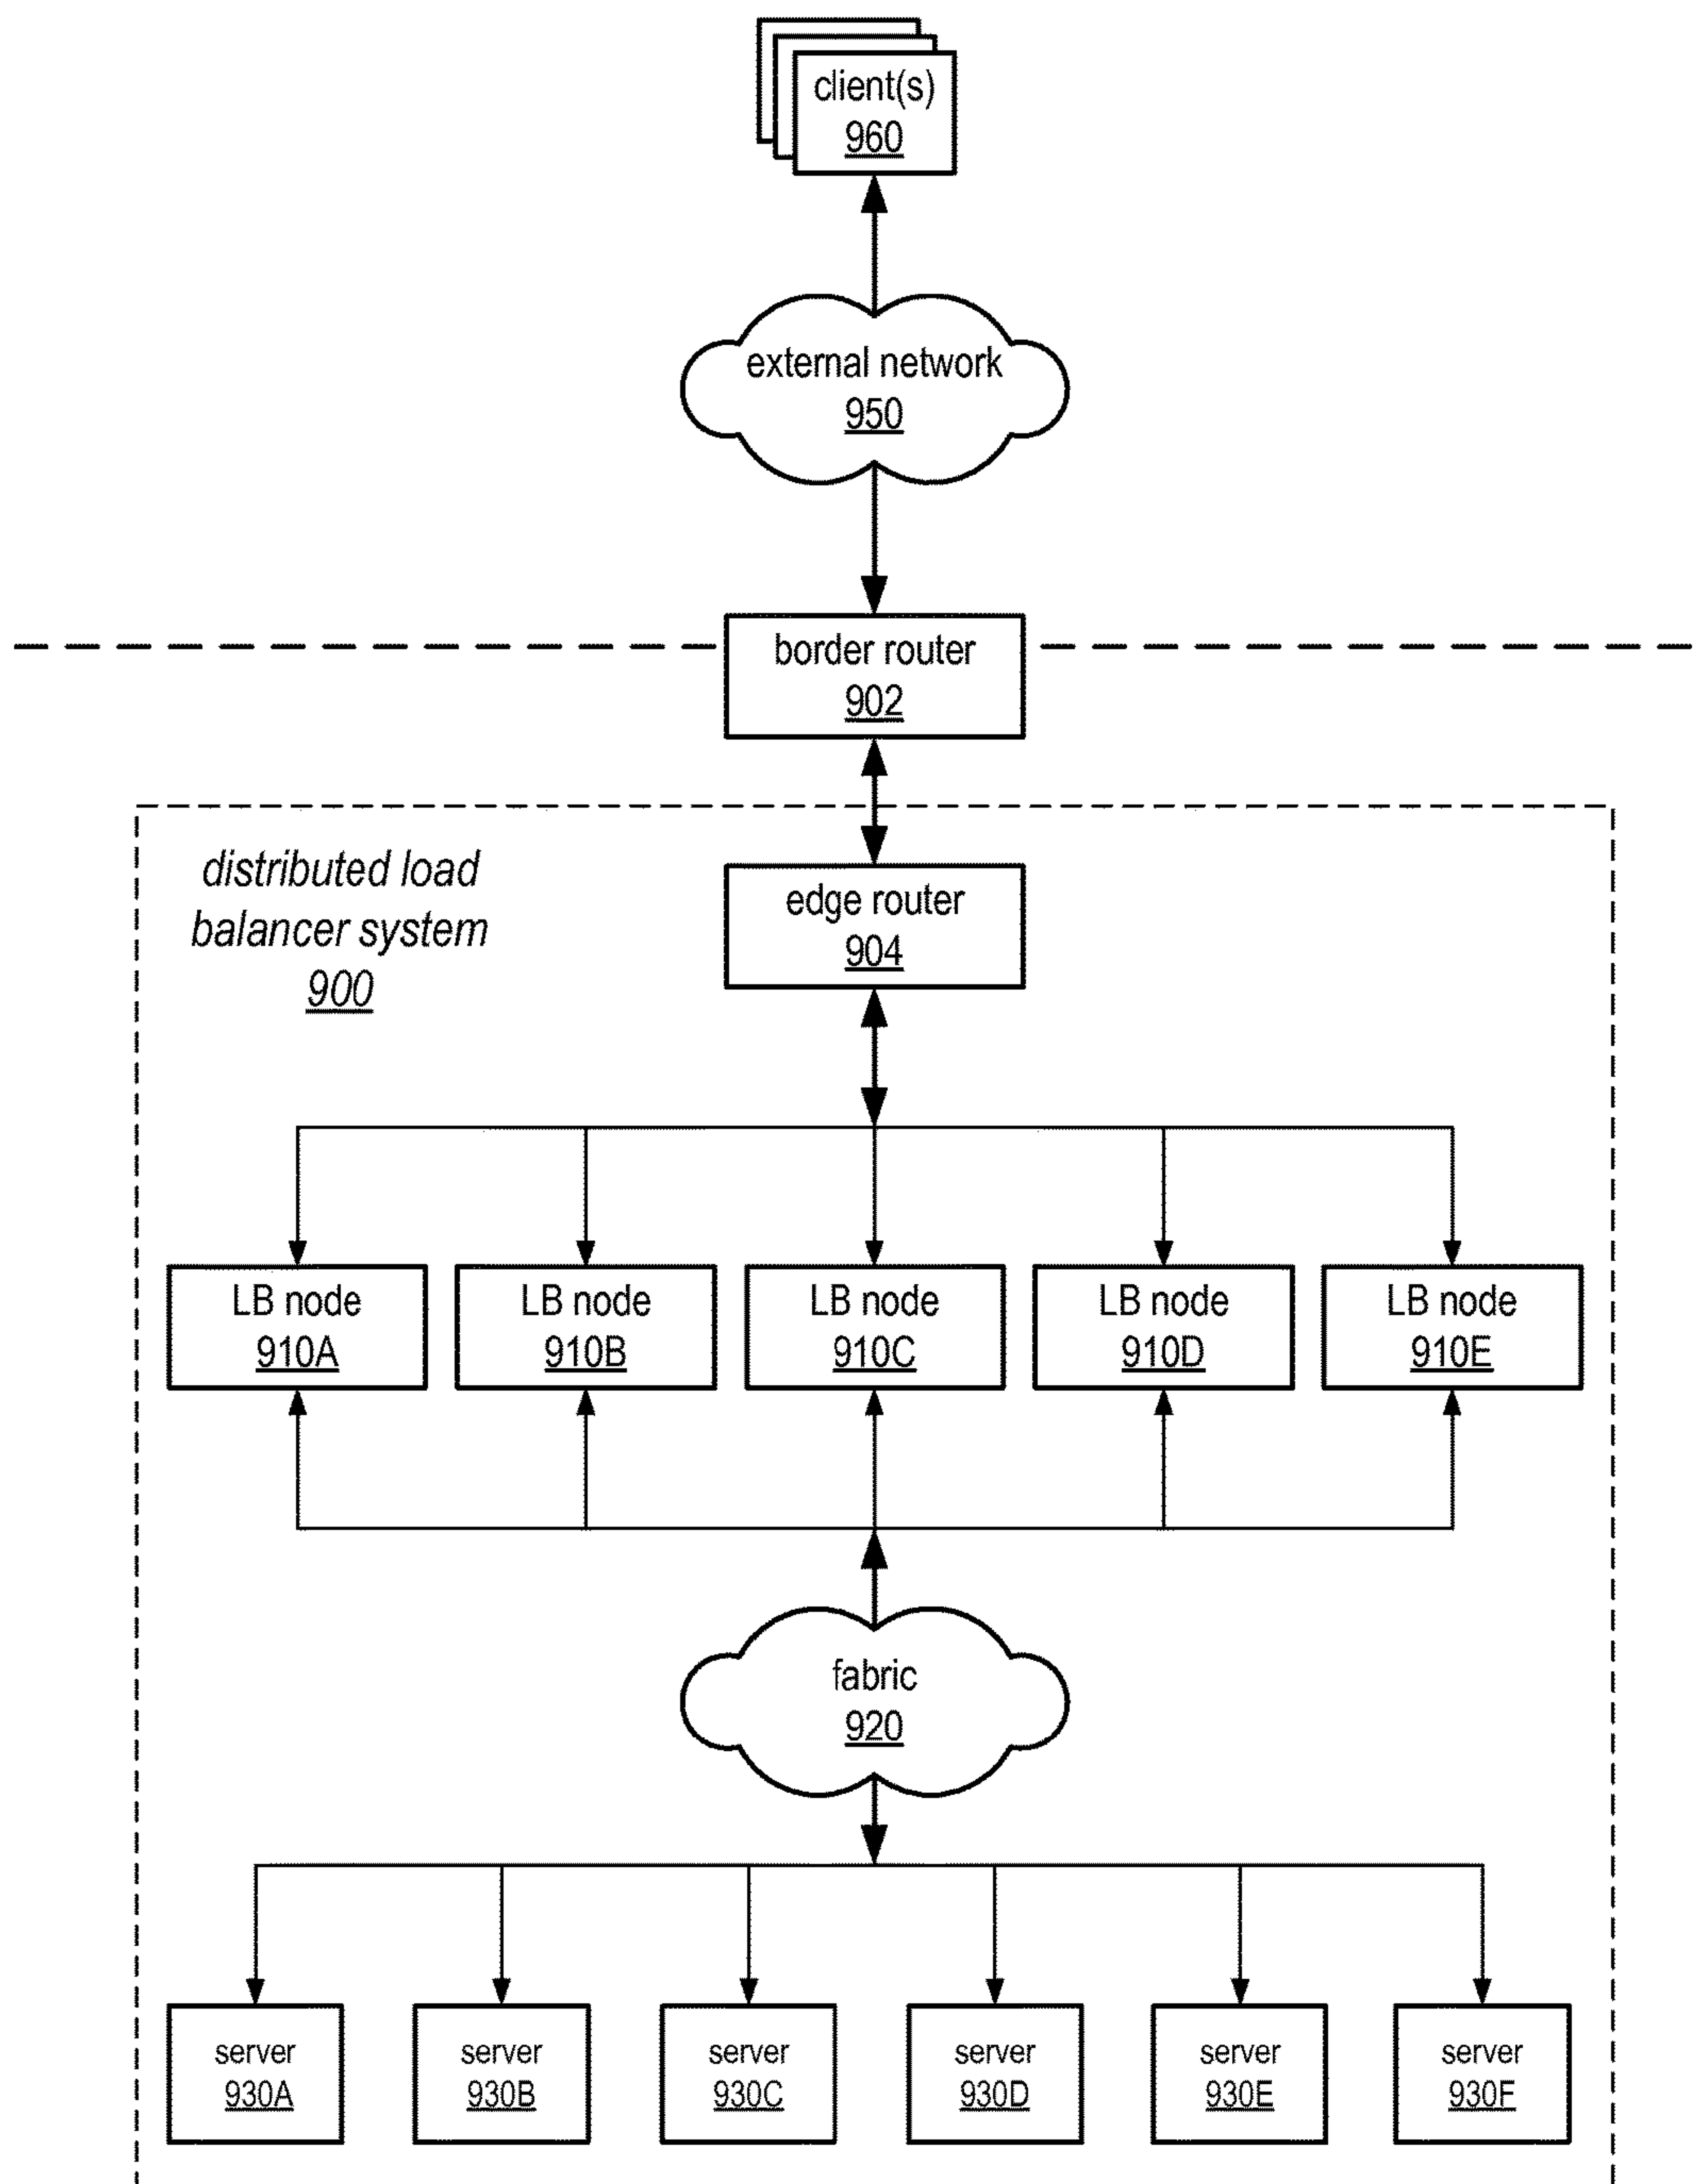 client(s)
960
external network
950
border router
902
distributed load
balancer system
900
edge router
904
LB node
910A
LB node
910B
LB node
910C
LB node
910D
LB node
910E
fabric
920
server
930A
server
930B
server
930C
server
930D
server
930E
server
930F